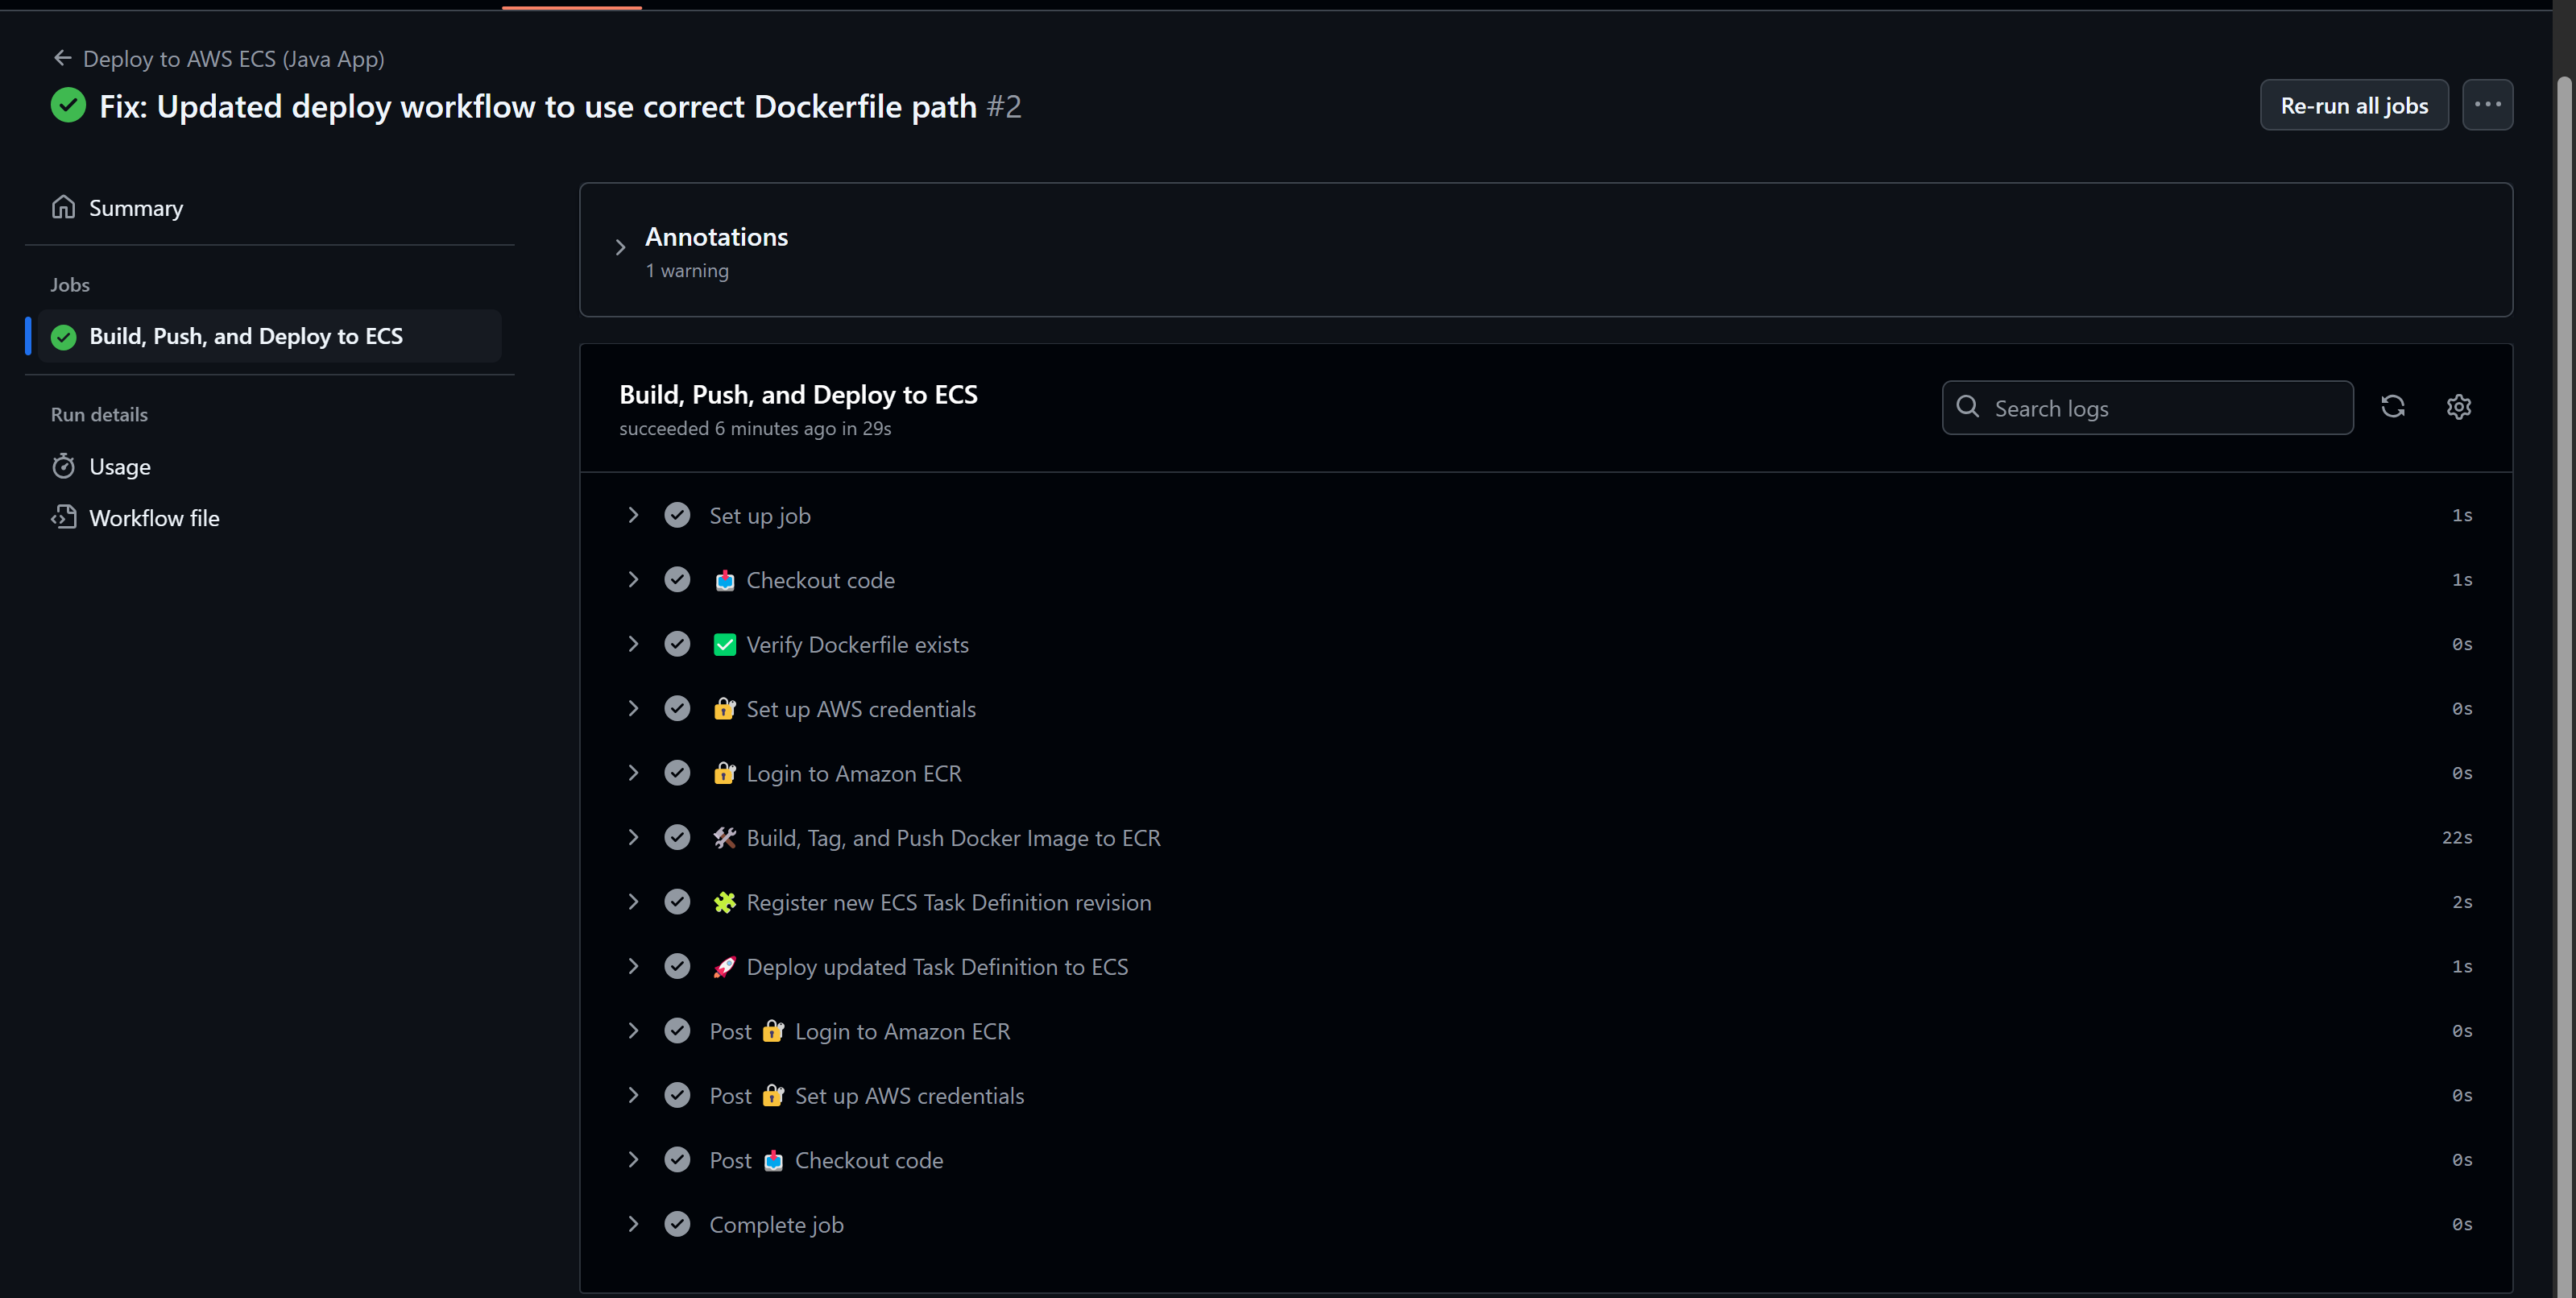 Deploy to AWS ECS (Java App)
Fix: Updated deploy workflow to use correct Dockerfile path #2
Re-run all jobs
Summary
Jobs
Build, Push, and Deploy to ECS
Run details
Usage
Workflow file
Annotations
1 warning
Build, Push, and Deploy to ECS
succeeded 6 minutes ago in 29s
Search logs
Set up job 1s
Checkout code 1s
Verify Dockerfile exists 0s
Set up AWS credentials 0s
Login to Amazon ECR 0s
Build, Tag, and Push Docker Image to ECR 22s
Register new ECS Task Definition revision 2s
Deploy updated Task Definition to ECS 1s
Post Login to Amazon ECR 0s
Post Set up AWS credentials 0s
Post Checkout code 0s
Complete job 0s